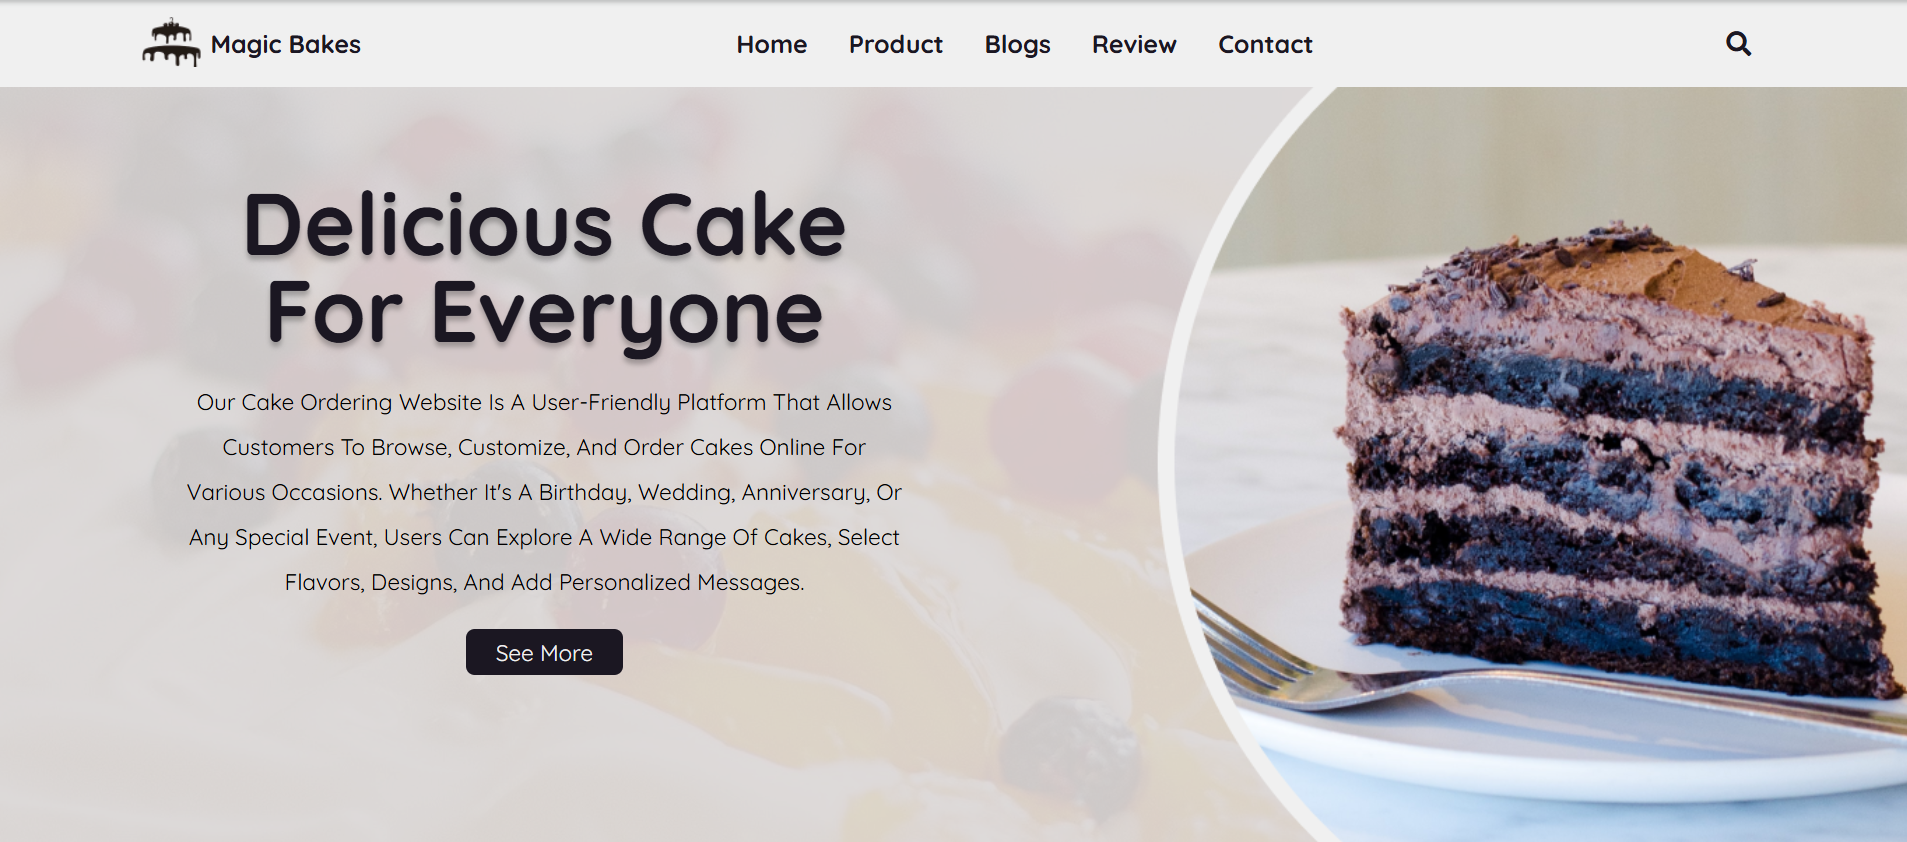 Magic Bakes
Home Product Blogs Review Contact
Delicious Cake
For Everyone
Our Cake Ordering Website Is A User-Friendly Platform That Allows
Customers To Browse, Customize, And Order Cakes Online For
Various Occasions. Whether It's A Birthday, Wedding, Anniversary, Or
Any Special Event, Users Can Explore A Wide Range Of Cakes, Select
Flavors, Designs, And Add Personalized Messages.
See More